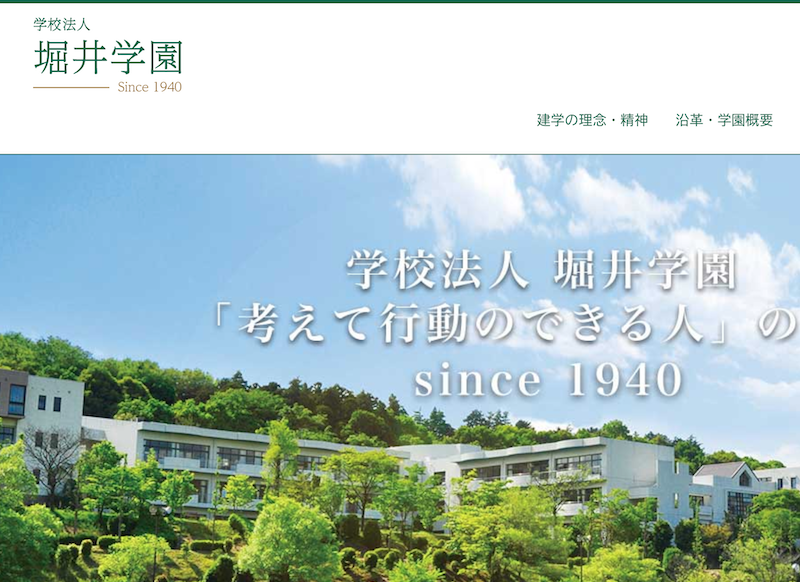 学校法人
堀井学園
Since 1940
建学の理念・精神 沿革・学園概要
学校法人 堀井学園
「考えて行動のできる人」の
since 1940